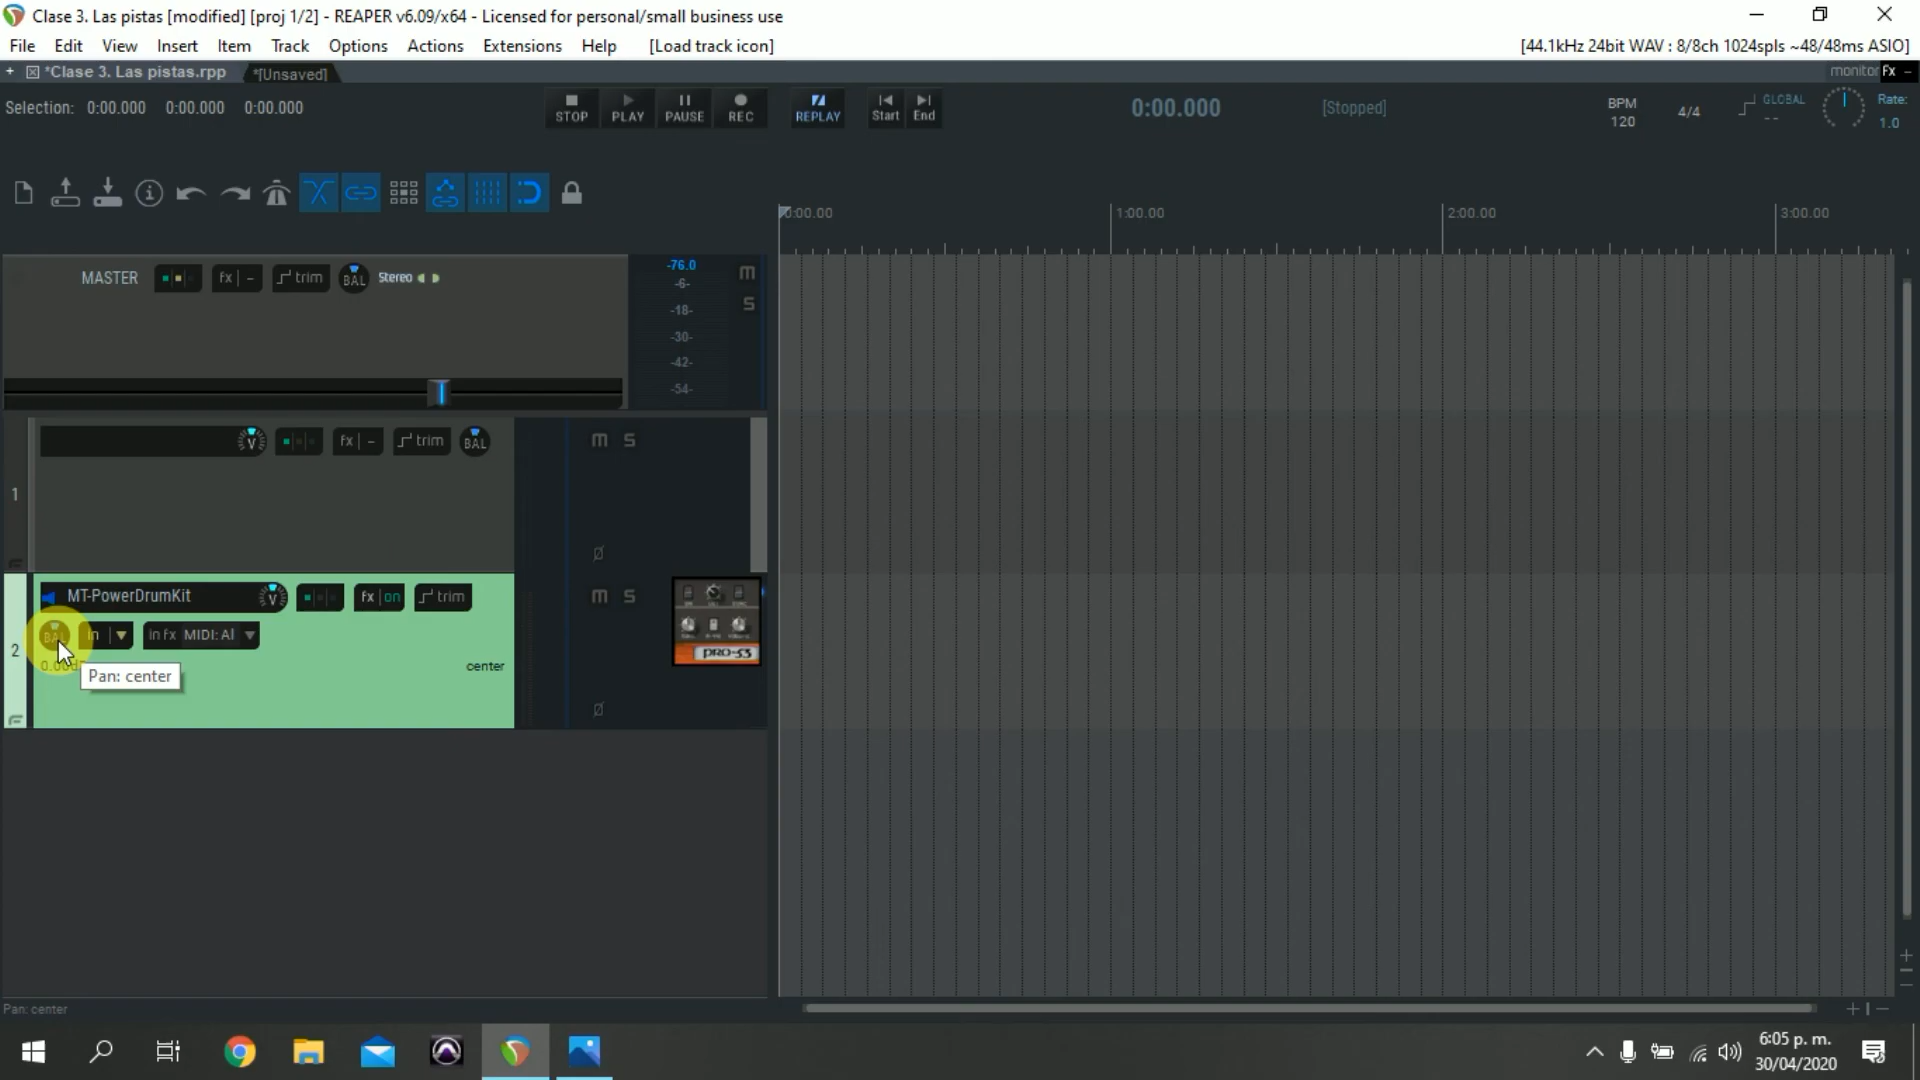 Clase 3. Las pistas [modified] [proj 1/2] - REAPER v6.09/x64 - Licensed for personal/small business use
File Edit View Insert Item Track Options Actions Extensions Help [Load track icon] [44.1kHz 24bit WAV : 8/8ch 1024spls ~48/48ms ASIO]
+ *Clase 3. Las pistas.rpp *[Unsaved] monitor Fx –
Selection: 0:00.000 0:00.000 0:00.000 STOP PLAY PAUSE REC REPLAY Start End 0:00.000 [Stopped] BPM 120 4/4 GLOBAL -- Rate: 1.0
0:00.00 1:00.00 2:00.00 3:00.00
MASTER fx – trim BAL Stereo -76.0 m
-6- S
-18-
-30-
-42-
-54-
V fx – trim BAL m S
1
Ø
MT-PowerDrumKit V fx on trim m S
2 BAL in in fx MIDI: Al
center PRO-53
Pan: center
Ø
Pan: center
6:05 p. m.
30/04/2020